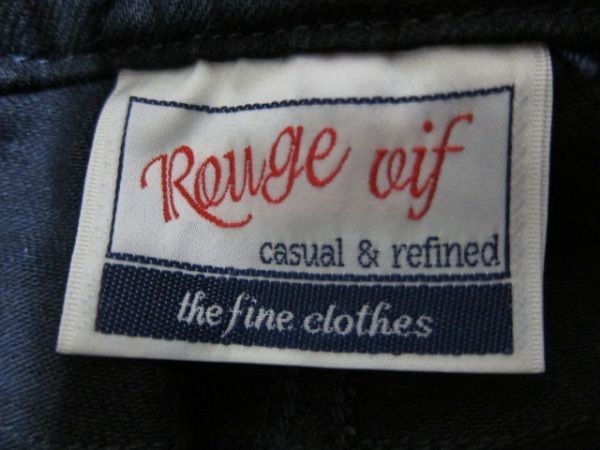 Rouge vif
casual & refined
the fine clothes